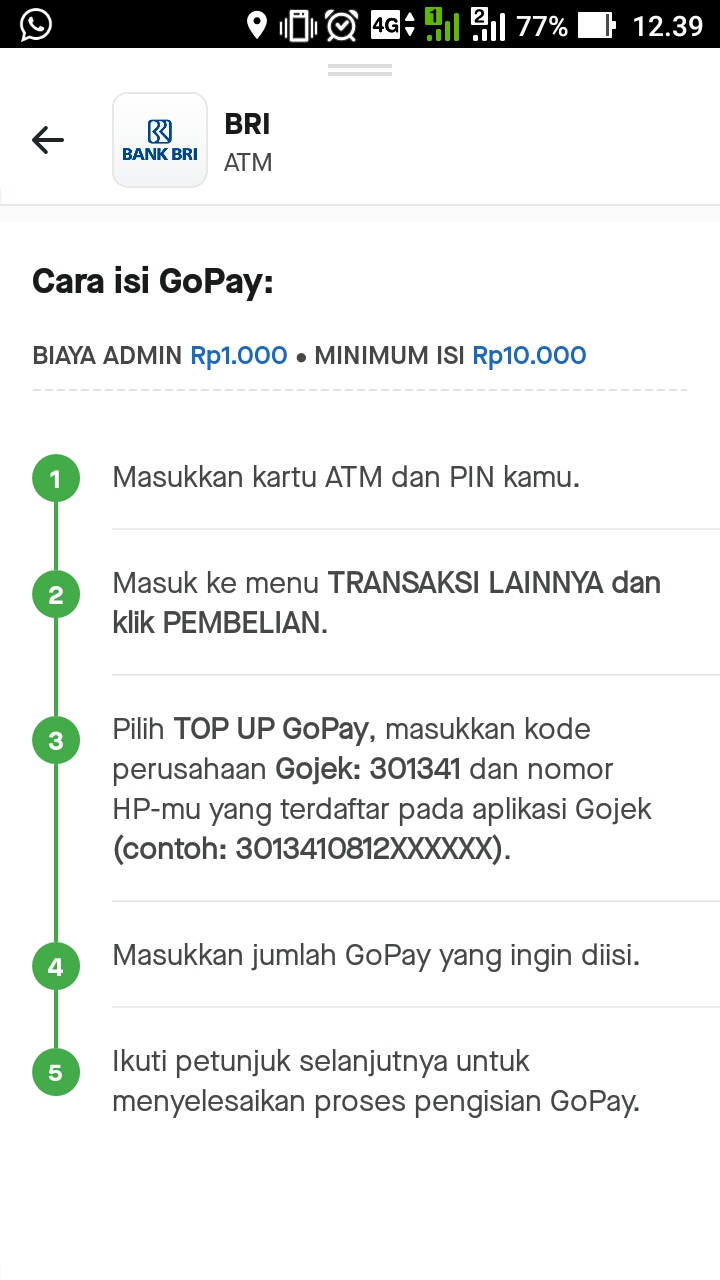 4G 1 2 77% 12.39
BANK BRI
BRI
ATM
Cara isi GoPay:
BIAYA ADMIN Rp1.000 • MINIMUM ISI Rp10.000
1 Masukkan kartu ATM dan PIN kamu.
2 Masuk ke menu TRANSAKSI LAINNYA dan
klik PEMBELIAN.
3 Pilih TOP UP GoPay, masukkan kode
perusahaan Gojek: 301341 dan nomor
HP-mu yang terdaftar pada aplikasi Gojek
(contoh: 3013410812XXXXXX).
4 Masukkan jumlah GoPay yang ingin diisi.
5 Ikuti petunjuk selanjutnya untuk
menyelesaikan proses pengisian GoPay.